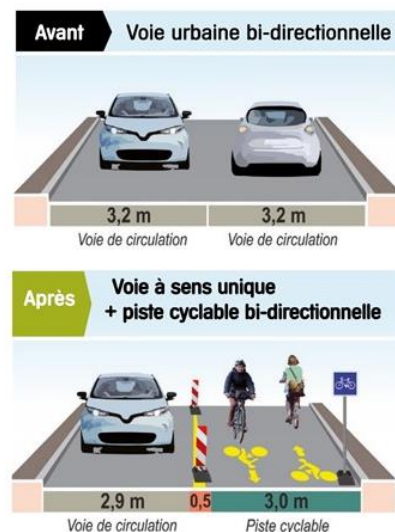 Avant
Voie urbaine bi-directionnelle
3,2 m
3,2 m
Voie de circulation
Voie de circulation
Après
Voie à sens unique
+ piste cyclable bi-directionnelle
2,9 m
0,5
3,0 m
Voie de circulation
Piste cyclable